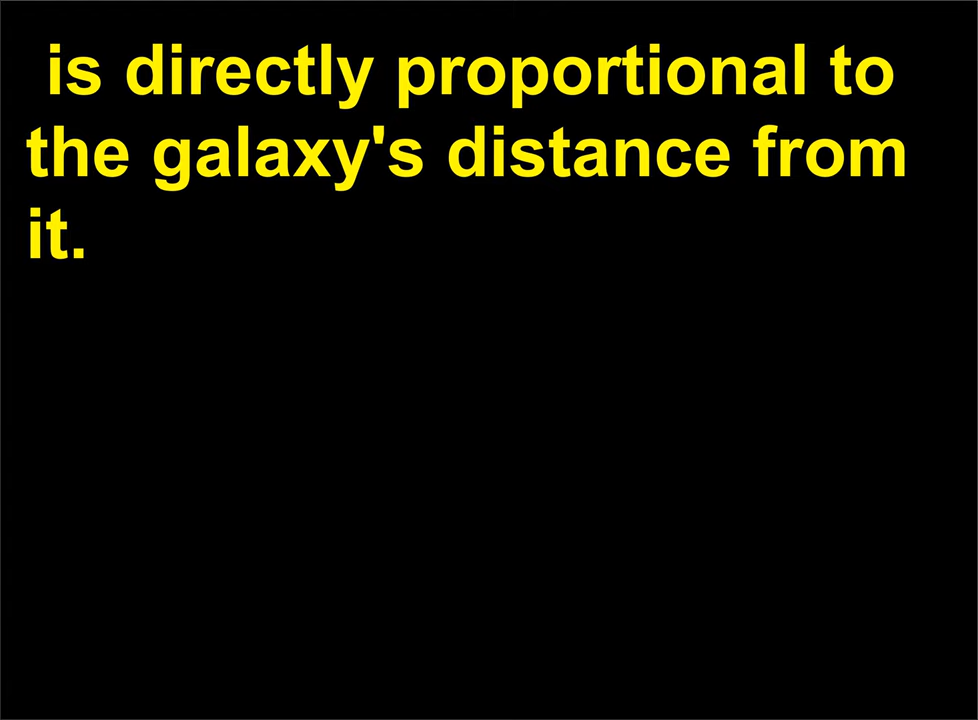 is directly proportional to
the galaxy's distance from
it.